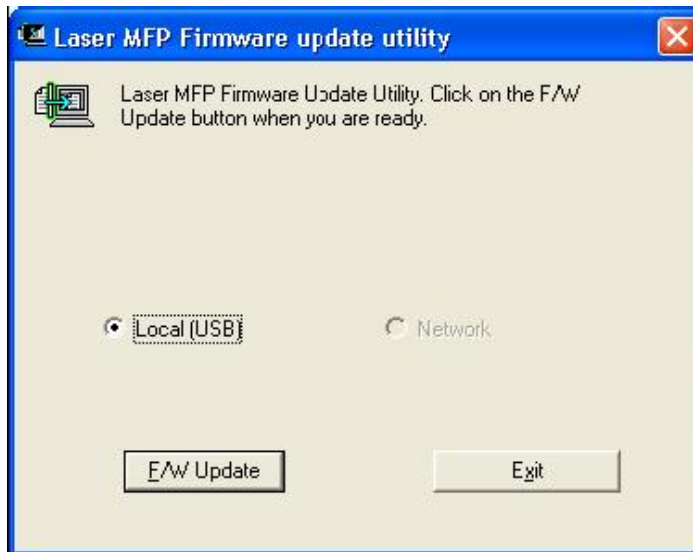 Laser MFP Firmware update utility
Laser MFP Firmware Update Utility. Click on the F/W
Update button when you are ready.
Local (USB)
Network
F/W Update
Exit